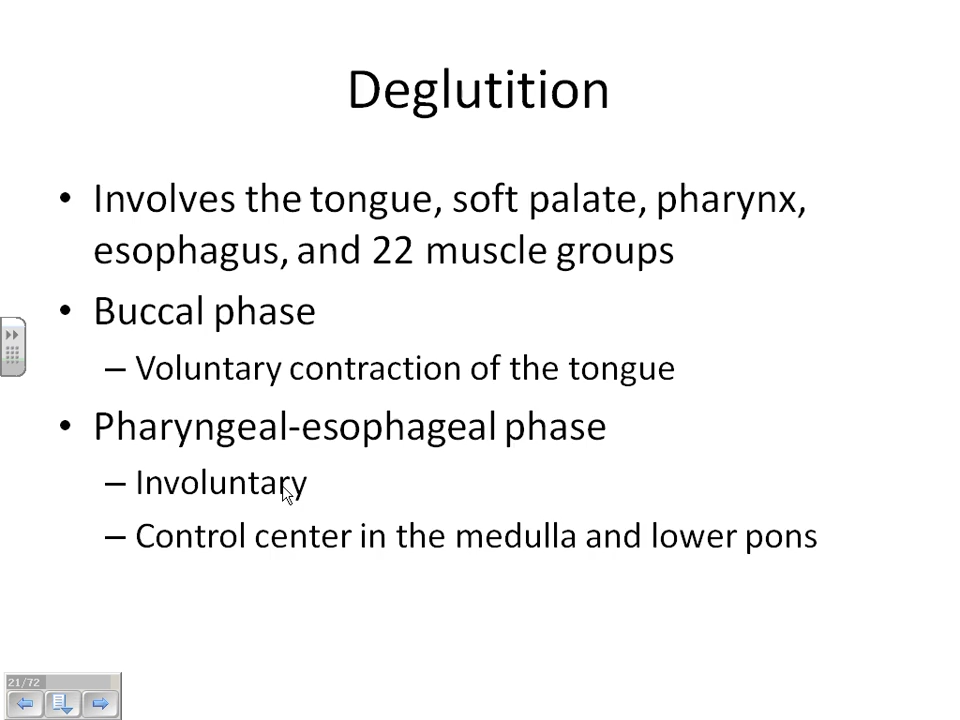 Deglutition
• Involves the tongue, soft palate, pharynx,
esophagus, and 22 muscle groups
• Buccal phase
– Voluntary contraction of the tongue
• Pharyngeal-esophageal phase
– Involuntary
– Control center in the medulla and lower pons
21/72